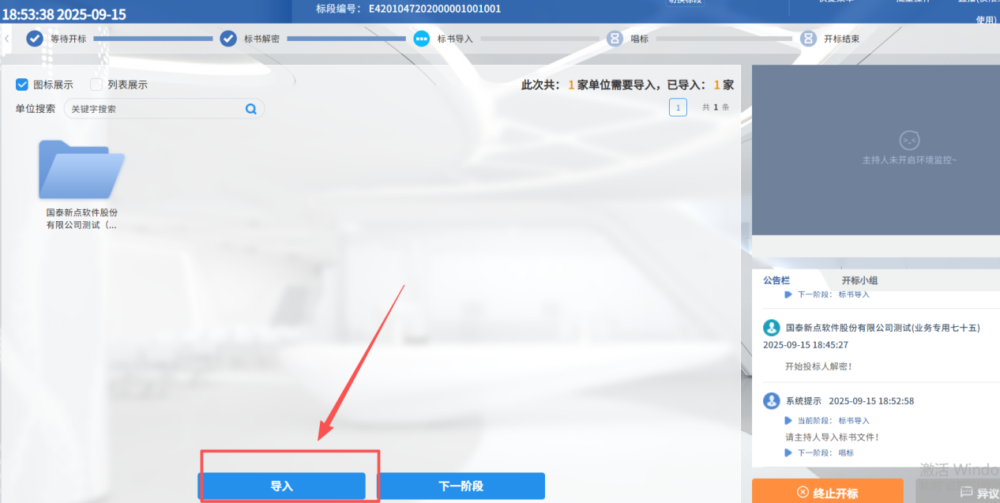 18:53:38 2025-09-15
标段编号： E4201047202000001001001
切换标段
使用)
等待开标
标书解密
标书导入
唱标
开标结束
图标展示
列表展示
此次共： 1 家单位需要导入，已导入： 1 家
单位搜索
关键字搜索
1
共 1 条
国泰新点软件股份
有限公司测试（...
导入
下一阶段
>_<
主持人未开启环境监控~
公告栏
开标小组
下一阶段： 标书导入
国泰新点软件股份有限公司测试(业务专用七十五)
2025-09-15 18:45:27
开始投标人解密！
系统提示 2025-09-15 18:52:58
当前阶段： 标书导入
请主持人导入标书文件！
下一阶段： 唱标
激活 Windo
终止开标
异议